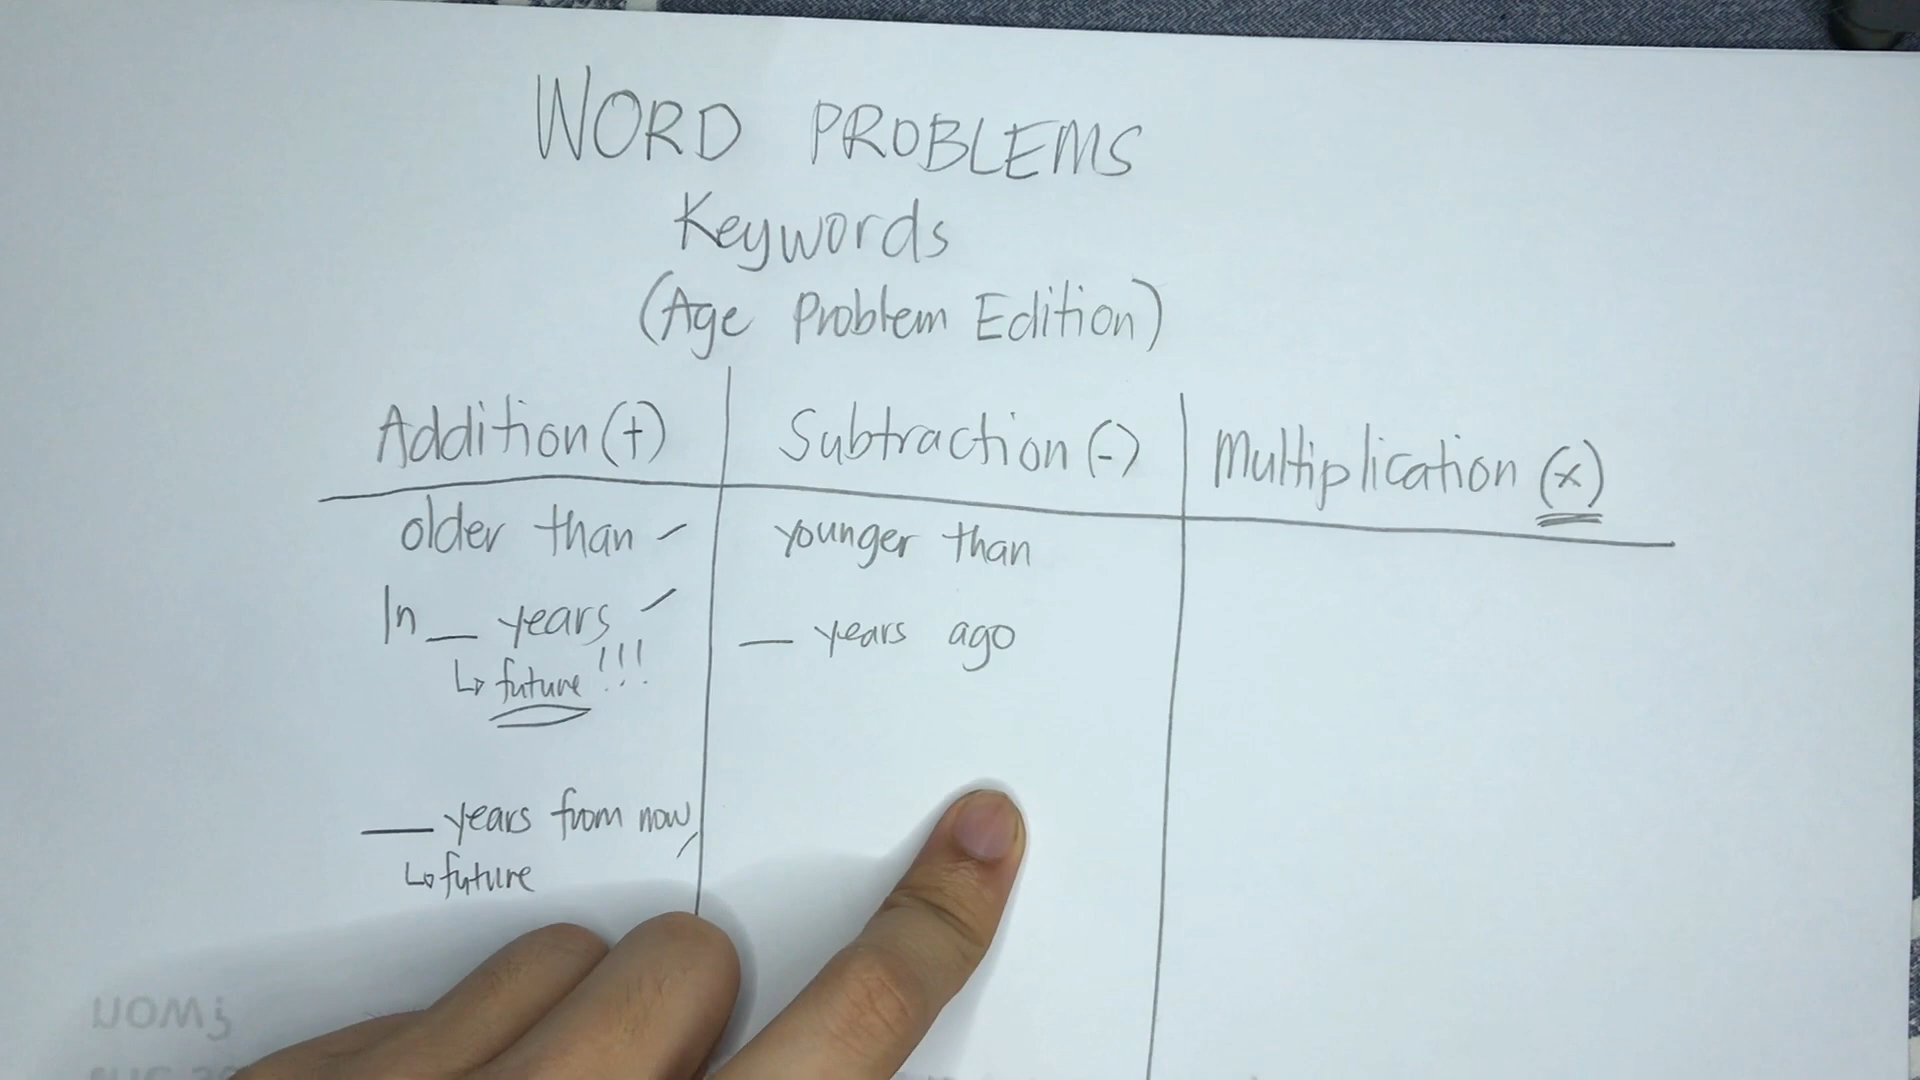 WORD PROBLEMS
Keywords
(Age Problem Edition)
Addition (+)
Subtraction (-)
Multiplication (x)
older than
younger than
In __ years
↳ future !!!
__ years ago
__ years from now
↳ future